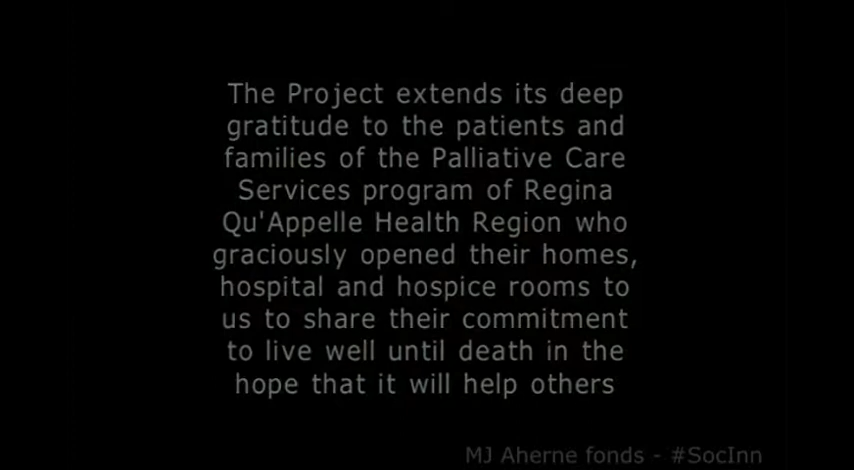 The Project extends its deep
gratitude to the patients and
families of the Palliative Care
Services program of Regina
Qu'Appelle Health Region who
graciously opened their homes,
hospital and hospice rooms to
us to share their commitment
to live well until death in the
hope that it will help others
MJ Aherne fonds - #SocInn